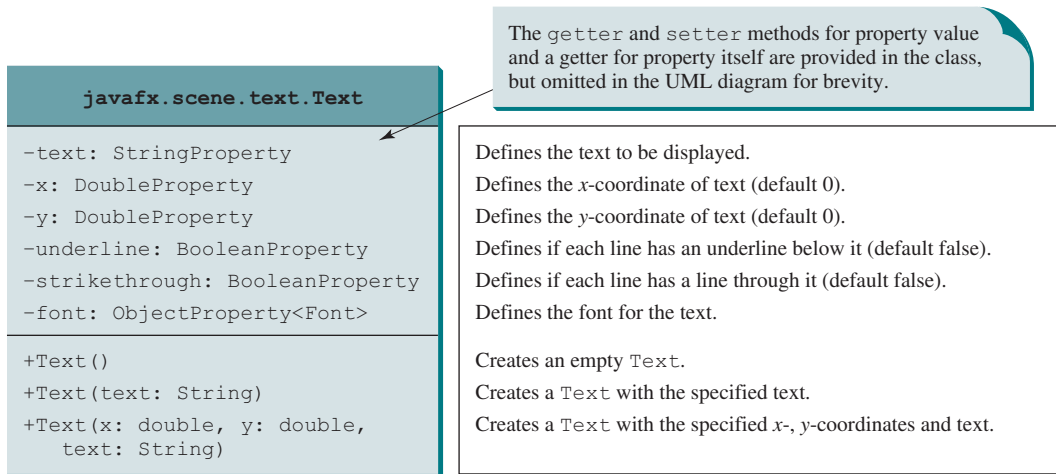 The getter and setter methods for property value
and a getter for property itself are provided in the class,
but omitted in the UML diagram for brevity.
javafx.scene.text.Text
-text: StringProperty
Defines the text to be displayed.
-x: DoubleProperty
Defines the x-coordinate of text (default 0).
-y: DoubleProperty
Defines the y-coordinate of text (default 0).
-underline: BooleanProperty
Defines if each line has an underline below it (default false).
-strikethrough: BooleanProperty
Defines if each line has a line through it (default false).
-font: ObjectProperty<Font>
Defines the font for the text.
+Text()
Creates an empty Text.
+Text(text: String)
Creates a Text with the specified text.
+Text(x: double, y: double,
text: String)
Creates a Text with the specified x-, y-coordinates and text.